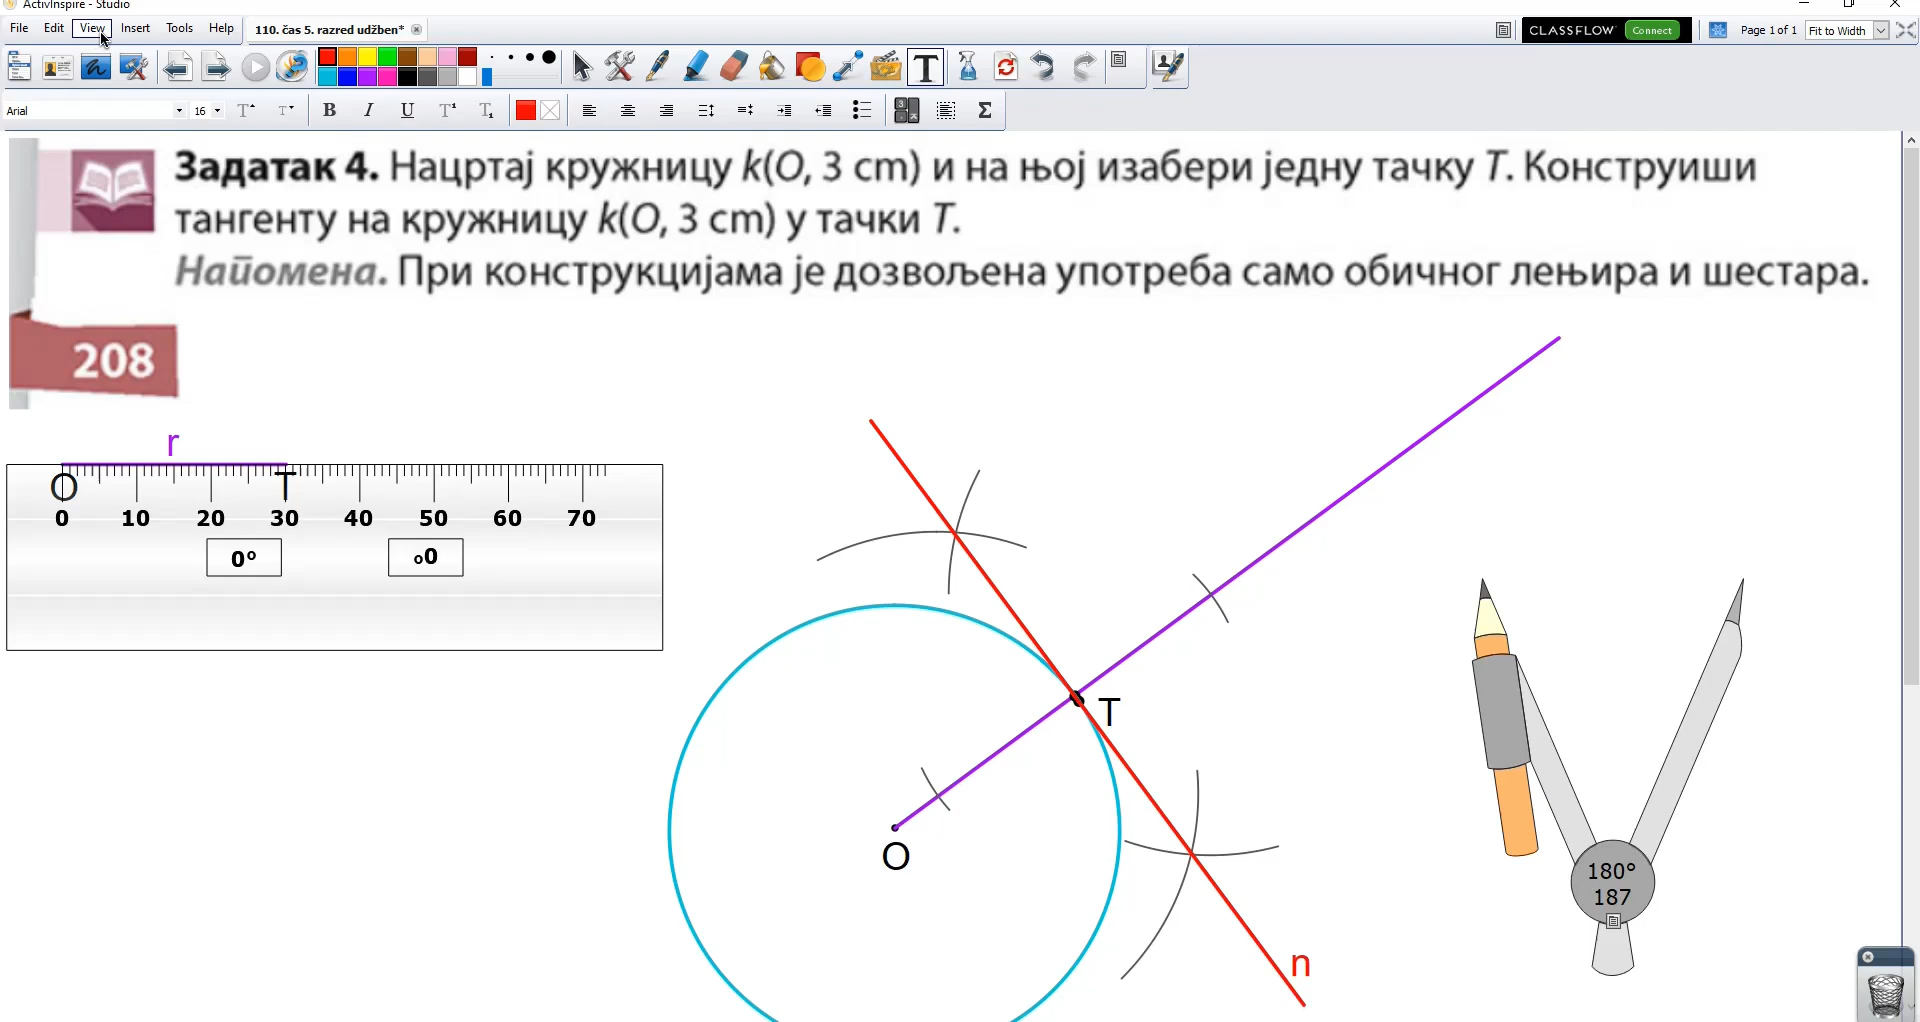 ActivInspire - Studio
File Edit View Insert Tools Help
110. čas 5. razred udžben*
CLASSFLOW Connect
Page 1 of 1
Fit to Width
Arial
16
B I U
Задатак 4. Нацртај кружницу k(O, 3 cm) и на њој изабери једну тачку T. Конструиши
тангенту на кружницу k(O, 3 cm) у тачки T.
Напомена. При конструкцијама је дозвољена употреба само обичног лењира и шестара.
208
r
O T
0 10 20 30 40 50 60 70
0° 0°
T
O
n
180°
187